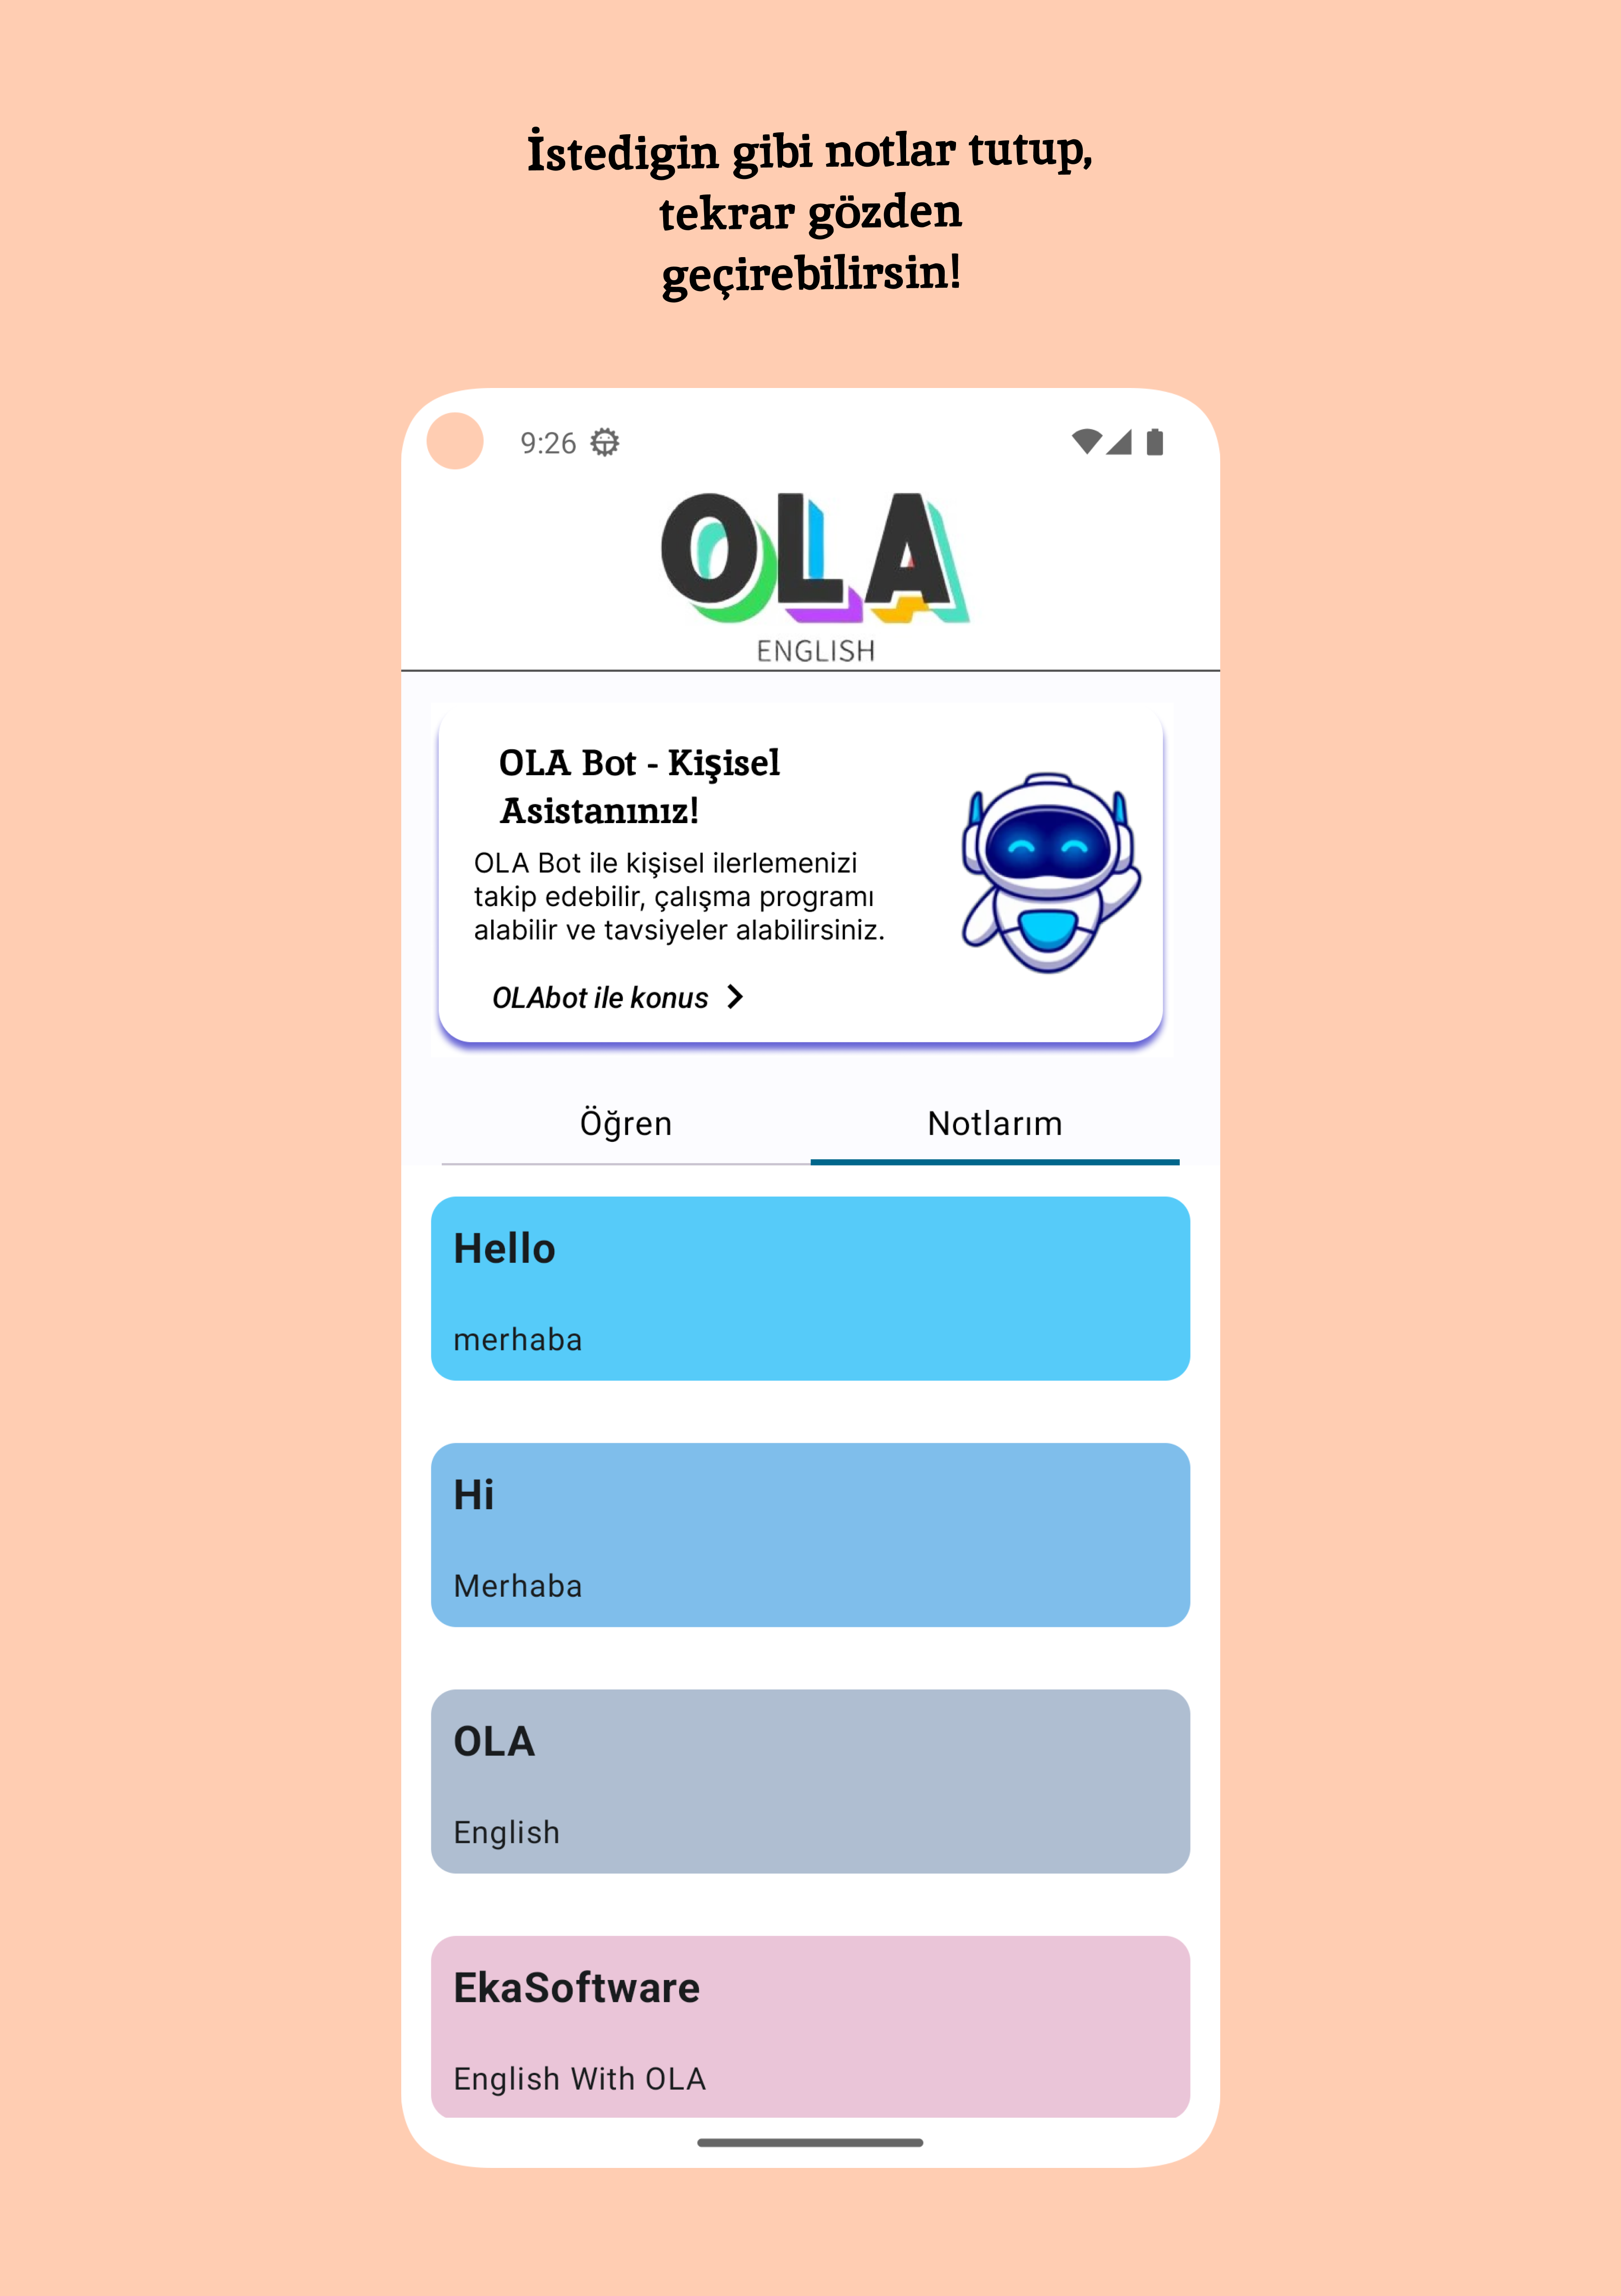 İstedigin gibi notlar tutup,
tekrar gözden
geçirebilirsin!
9:26
OLA
ENGLISH
OLA Bot - Kişisel
Asistanınız!
OLA Bot ile kişisel ilerlemenizi
takip edebilir, çalışma programı
alabilir ve tavsiyeler alabilirsiniz.
OLAbot ile konus
Öğren
Notlarım
Hello
merhaba
Hi
Merhaba
OLA
English
EkaSoftware
English With OLA